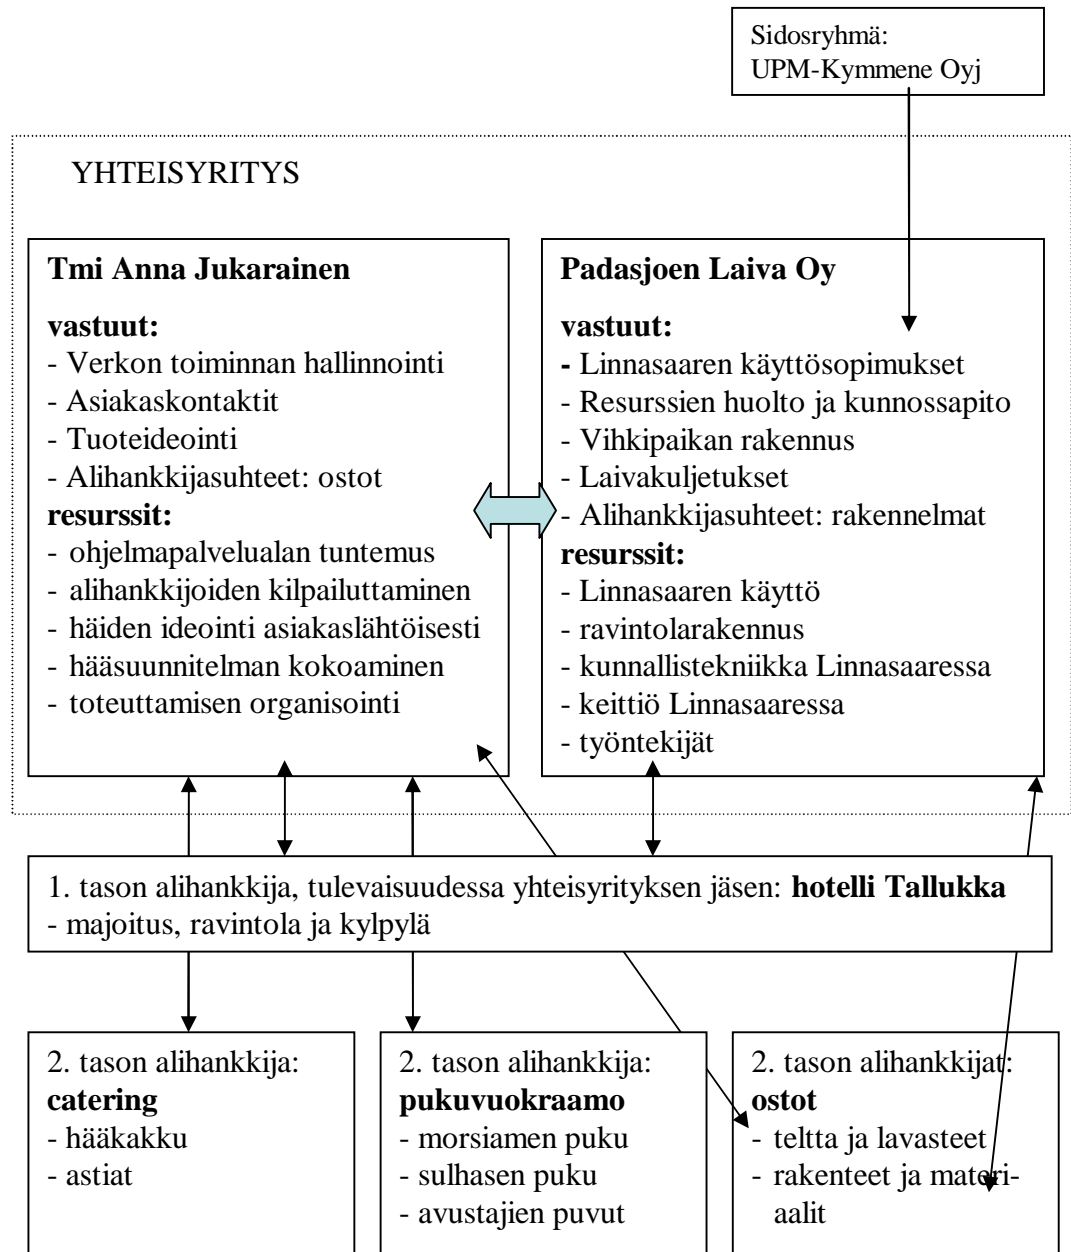 Sidosryhmä:
UPM-Kymmene Oyj
YHTEISYRITYS
Tmi Anna Jukarainen
vastuut:
- Verkon toiminnan hallinnointi
- Asiakaskontaktit
- Tuoteideointi
- Alihankkijasuhteet: ostot
resurssit:
- ohjelmapalvelualan tuntemus
- alihankkijoiden kilpailuttaminen
- häiden ideointi asiakaslähtöisesti
- hääsuunnitelman kokoaminen
- toteuttamisen organisointi
Padasjoen Laiva Oy
vastuut:
- Linnasaaren käyttösopimukset
- Resurssien huolto ja kunnossapito
- Vihkipaikan rakennus
- Laivakuljetukset
- Alihankkijasuhteet: rakennelmat
resurssit:
- Linnasaaren käyttö
- ravintolarakennus
- kunnallistekniikka Linnasaaressa
- keittiö Linnasaaressa
- työntekijät
1. tason alihankkija, tulevaisuudessa yhteisyrityksen jäsen: hotelli Tallukka
- majoitus, ravintola ja kylpylä
2. tason alihankkija:
catering
- hääkakku
- astiat
2. tason alihankkija:
pukuvuokraamo
- morsiamen puku
- sulhasen puku
- avustajien puvut
2. tason alihankkijat:
ostot
- teltta ja lavasteet
- rakenteet ja materi-
aalit